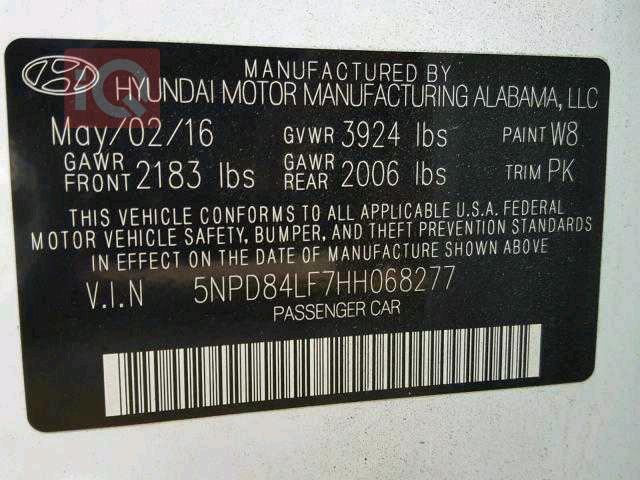 MANUFACTURED BY
HYUNDAI MOTOR MANUFACTURING ALABAMA, LLC
May/02/16 GVWR 3924 lbs PAINT W8
GAWR FRONT 2183 lbs GAWR REAR 2006 lbs TRIM PK
THIS VEHICLE CONFORMS TO ALL APPLICABLE U.S.A. FEDERAL
MOTOR VEHICLE SAFETY, BUMPER, AND THEFT PREVENTION STANDARDS
IN EFFECT ON THE DATE OF MANUFACTURE SHOWN ABOVE
V.I.N 5NPD84LF7HH068277
PASSENGER CAR
IQ